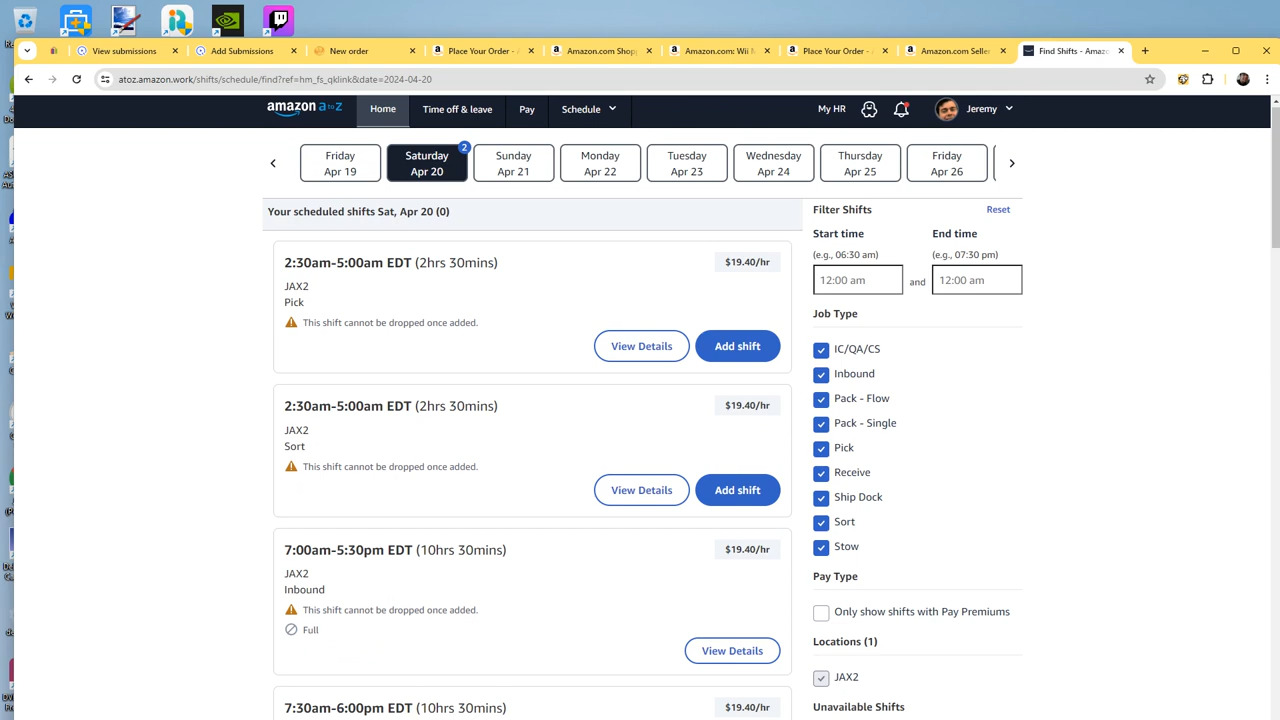 View submissions
Add Submissions
New order
Place Your Order - A
Amazon.com Shop
Amazon.com: Wii M
Place Your Order - A
Amazon.com Selle
Find Shifts - Amaz
atoz.amazon.work/shifts/schedule/find?ref=hm_fs_qklink&date=2024-04-20
amazon a to z
Home
Time off & leave
Pay
Schedule
My HR
Jeremy
Friday
Apr 19
Saturday
Apr 20
2
Sunday
Apr 21
Monday
Apr 22
Tuesday
Apr 23
Wednesday
Apr 24
Thursday
Apr 25
Friday
Apr 26
Your scheduled shifts Sat, Apr 20 (0)
2:30am-5:00am EDT (2hrs 30mins)
$19.40/hr
JAX2
Pick
This shift cannot be dropped once added.
View Details
Add shift
2:30am-5:00am EDT (2hrs 30mins)
$19.40/hr
JAX2
Sort
This shift cannot be dropped once added.
View Details
Add shift
7:00am-5:30pm EDT (10hrs 30mins)
$19.40/hr
JAX2
Inbound
This shift cannot be dropped once added.
Full
View Details
7:30am-6:00pm EDT (10hrs 30mins)
$19.40/hr
Filter Shifts
Reset
Start time
End time
(e.g., 06:30 am)
(e.g., 07:30 pm)
12:00 am
and
12:00 am
Job Type
IC/QA/CS
Inbound
Pack - Flow
Pack - Single
Pick
Receive
Ship Dock
Sort
Stow
Pay Type
Only show shifts with Pay Premiums
Locations (1)
JAX2
Unavailable Shifts